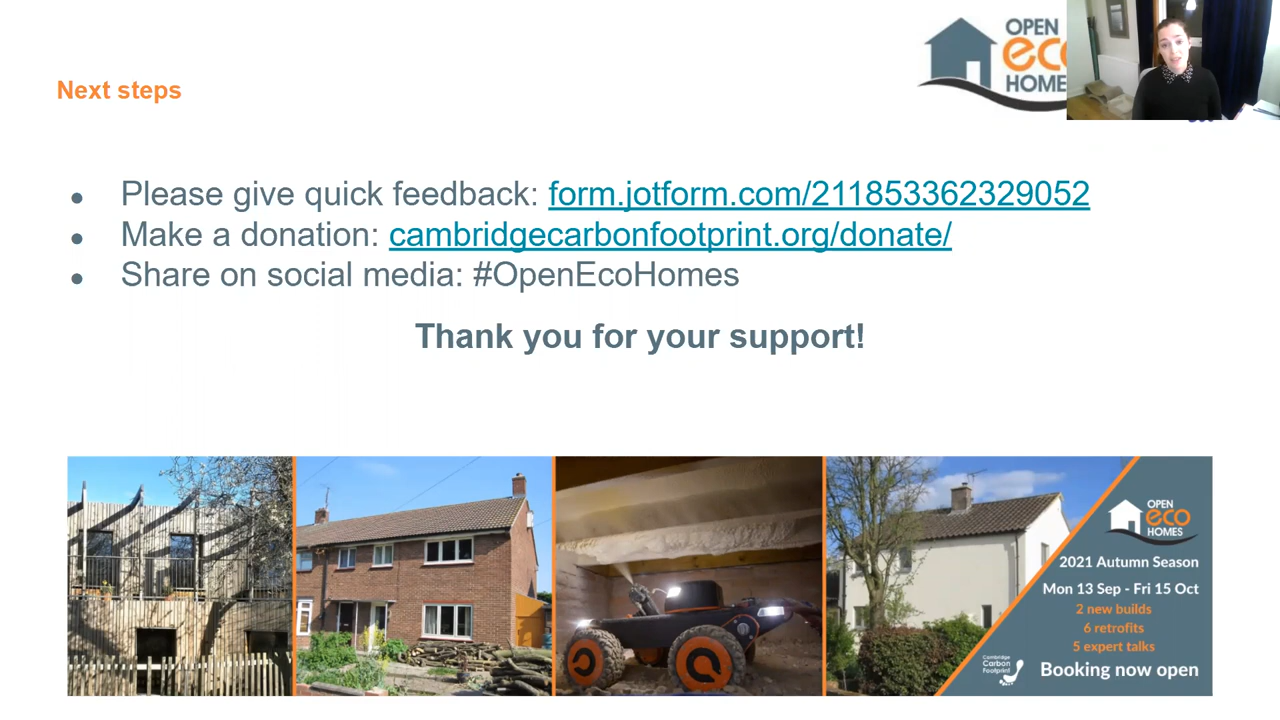 OPEN
HOME
Next steps
Please give quick feedback: form.jotform.com/211853362329052
Make a donation: cambridgecarbonfootprint.org/donate/
Share on social media: #OpenEcoHomes
Thank you for your support!
OPEN
eco
HOMES
2021 Autumn Season
Mon 13 Sep - Fri 15 Oct
2 new builds
6 retrofits
5 expert talks
Cambridge
Carbon
Footprint
Booking now open